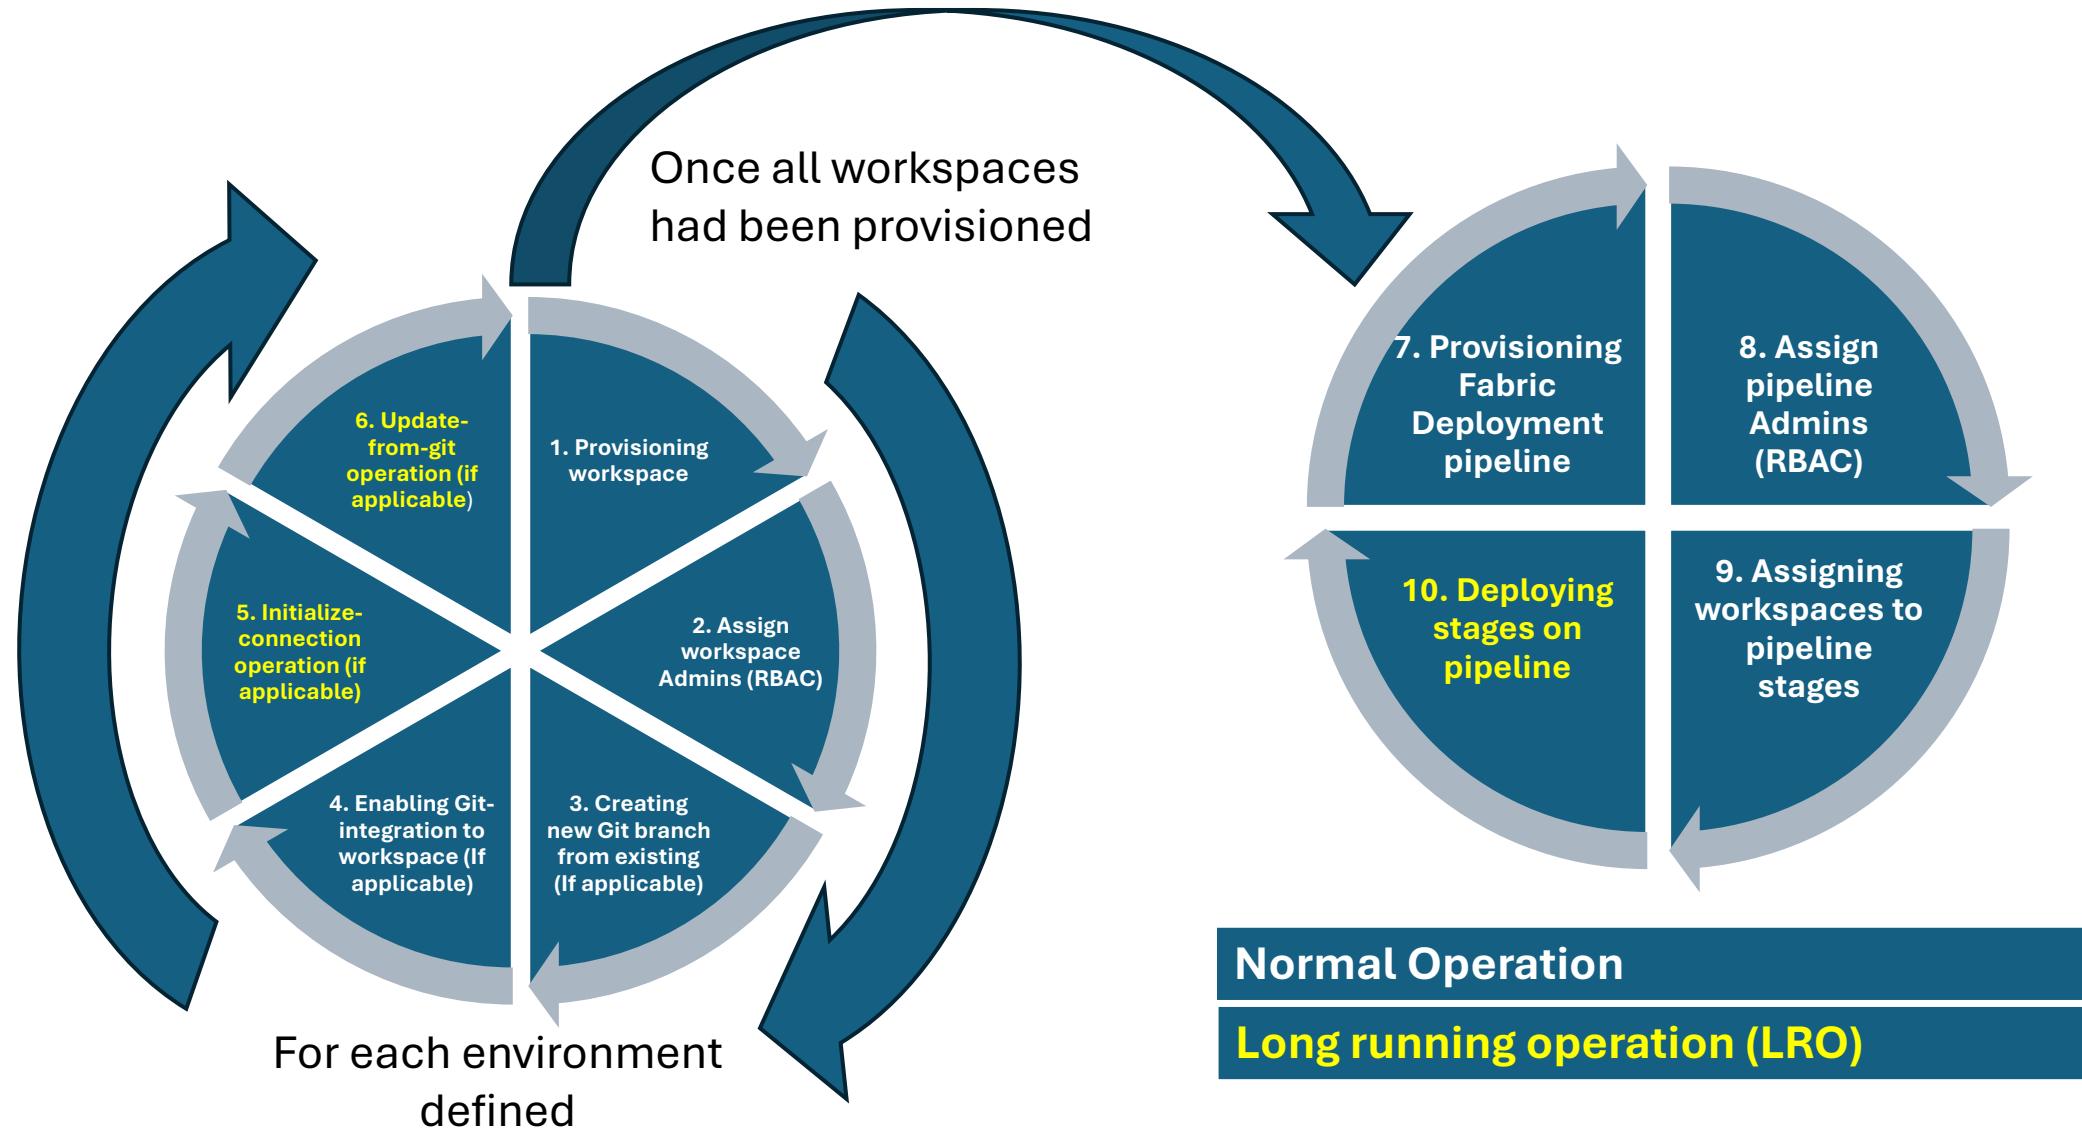 Once all workspaces
had been provisioned
1. Provisioning
workspace
2. Assign
workspace
Admins (RBAC)
3. Creating
new Git branch
from existing
(If applicable)
4. Enabling Git-
integration to
workspace (If
applicable)
5. Initialize-
connection
operation (if
applicable)
6. Update-
from-git
operation (if
applicable)
For each environment
defined
7. Provisioning
Fabric
Deployment
pipeline
8. Assign
pipeline
Admins
(RBAC)
9. Assigning
workspaces to
pipeline
stages
10. Deploying
stages on
pipeline
Normal Operation
Long running operation (LRO)